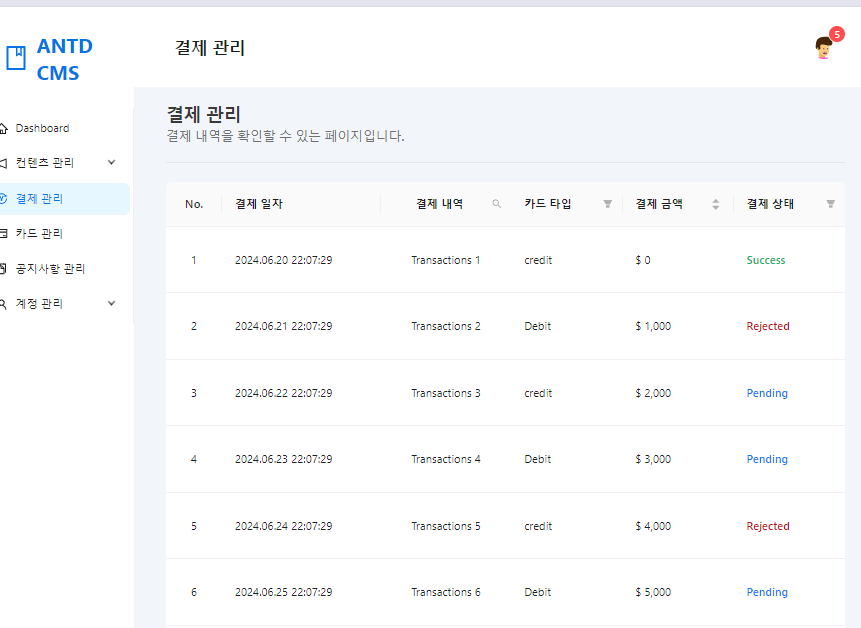 ANTD
CMS
결제 관리
5
Dashboard
컨텐츠 관리
결제 관리
카드 관리
공지사항 관리
계정 관리
결제 관리
결제 내역을 확인할 수 있는 페이지입니다.
No. 결제 일자 결제 내역 카드 타입 결제 금액 결제 상태
1 2024.06.20 22:07:29 Transactions 1 credit $ 0 Success
2 2024.06.21 22:07:29 Transactions 2 Debit $ 1,000 Rejected
3 2024.06.22 22:07:29 Transactions 3 credit $ 2,000 Pending
4 2024.06.23 22:07:29 Transactions 4 Debit $ 3,000 Pending
5 2024.06.24 22:07:29 Transactions 5 credit $ 4,000 Rejected
6 2024.06.25 22:07:29 Transactions 6 Debit $ 5,000 Pending